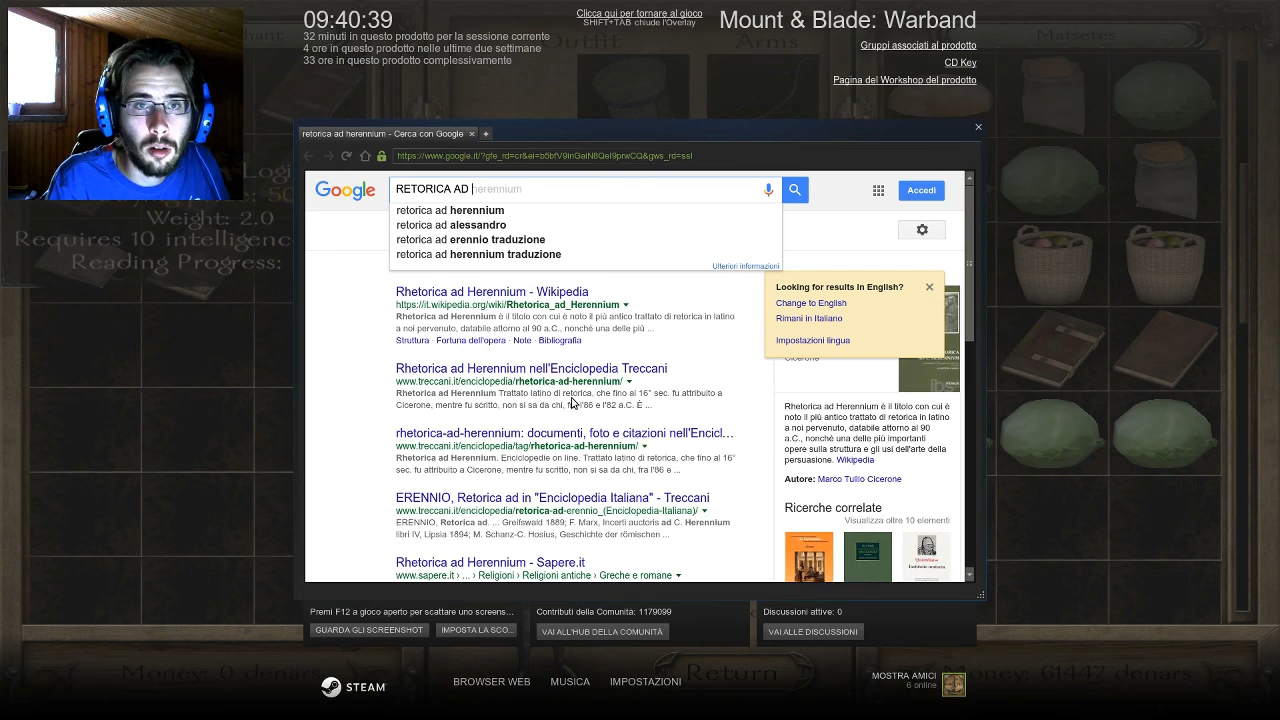 09:40:39
32 minuti in questo prodotto per la sessione corrente
4 ore in questo prodotto nelle ultime due settimane
33 ore in questo prodotto complessivamente
Clicca qui per tornare al gioco
SHIFT+TAB chiude l'Overlay
Mount & Blade: Warband
Gruppi associati al prodotto
CD Key
Pagina del Workshop del prodotto
Outfit
Arms
Weight: 2.0
Requires 10 intelligence
Reading Progress:
retorica ad herennium - Cerca con Google
Google
RETORICA AD herennium
Accedi
retorica ad herennium
retorica ad alessandro
retorica ad erennio traduzione
retorica ad herennium traduzione
Ulteriori informazioni
Looking for results in English?
Change to English
Rimani in Italiano
Impostazioni lingua
Rhetorica ad Herennium - Wikipedia
https://it.wikipedia.org/wiki/Rhetorica_ad_Herennium
Rhetorica ad Herennium è il titolo con cui è noto il più antico trattato di retorica in latino
a noi pervenuto, databile attorno al 90 a.C., nonché una delle più ...
Struttura · Fortuna dell'opera · Note · Bibliografia
Rhetorica ad Herennium nell'Enciclopedia Treccani
www.treccani.it/enciclopedia/rhetorica-ad-herennium/
Rhetorica ad Herennium Trattato latino di retorica, che fino al 16° sec. fu attribuito a
Cicerone, mentre fu scritto, non si sa da chi, fra l'86 e l'82 a.C. È ...
rhetorica-ad-herennium: documenti, foto e citazioni nell'Encicl...
www.treccani.it/enciclopedia/tag/rhetorica-ad-herennium/
Rhetorica ad Herennium. Enciclopedie on line. Trattato latino di retorica, che fino al 16°
sec. fu attribuito a Cicerone, mentre fu scritto, non si sa da chi, fra l'86 e ...
ERENNIO, Retorica ad in "Enciclopedia Italiana" - Treccani
www.treccani.it/enciclopedia/retorica-ad-erennio_(Enciclopedia-Italiana)/
ERENNIO, Retorica ad. ... Greifswald 1889; F. Marx, Incerti auctoris ad C. Herennium
libri IV, Lipsia 1894; M. Schanz-C. Hosius, Geschichte der römischen ...
Rhetorica ad Herennium - Sapere.it
www.sapere.it › ... › Religioni › Religioni antiche › Greche e romane
Cicerone
Rhetorica ad Herennium è il titolo con cui è
noto il più antico trattato di retorica in latino
a noi pervenuto, databile attorno al 90
a.C., nonché una delle più importanti
opere sulla struttura e gli usi dell'arte della
persuasione. Wikipedia
Autore: Marco Tullio Cicerone
Ricerche correlate
Visualizza oltre 10 elementi
Premi F12 a gioco aperto per scattare uno screens...
GUARDA GLI SCREENSHOT
IMPOSTA LA SCO...
Contributi della Comunità: 1179099
VAI ALL'HUB DELLA COMUNITÀ
Discussioni attive: 0
VAI ALLE DISCUSSIONI
Money: 0 denars
Return
Money: 61447 denars
STEAM
BROWSER WEB
MUSICA
IMPOSTAZIONI
MOSTRA AMICI
6 online